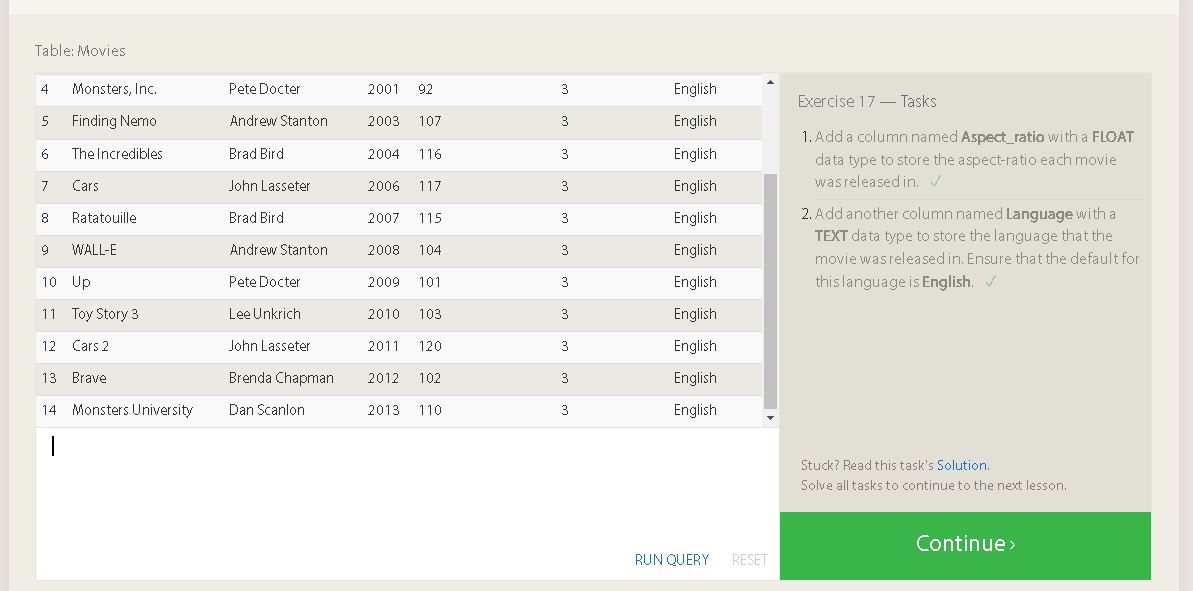 Table: Movies
4 Monsters, Inc. Pete Docter 2001 92 3 English
5 Finding Nemo Andrew Stanton 2003 107 3 English
6 The Incredibles Brad Bird 2004 116 3 English
7 Cars John Lasseter 2006 117 3 English
8 Ratatouille Brad Bird 2007 115 3 English
9 WALL-E Andrew Stanton 2008 104 3 English
10 Up Pete Docter 2009 101 3 English
11 Toy Story 3 Lee Unkrich 2010 103 3 English
12 Cars 2 John Lasseter 2011 120 3 English
13 Brave Brenda Chapman 2012 102 3 English
14 Monsters University Dan Scanlon 2013 110 3 English
RUN QUERY RESET
Exercise 17 — Tasks
1. Add a column named Aspect_ratio with a FLOAT
data type to store the aspect-ratio each movie
was released in. ✓
2. Add another column named Language with a
TEXT data type to store the language that the
movie was released in. Ensure that the default for
this language is English. ✓
Stuck? Read this task's Solution.
Solve all tasks to continue to the next lesson.
Continue ›